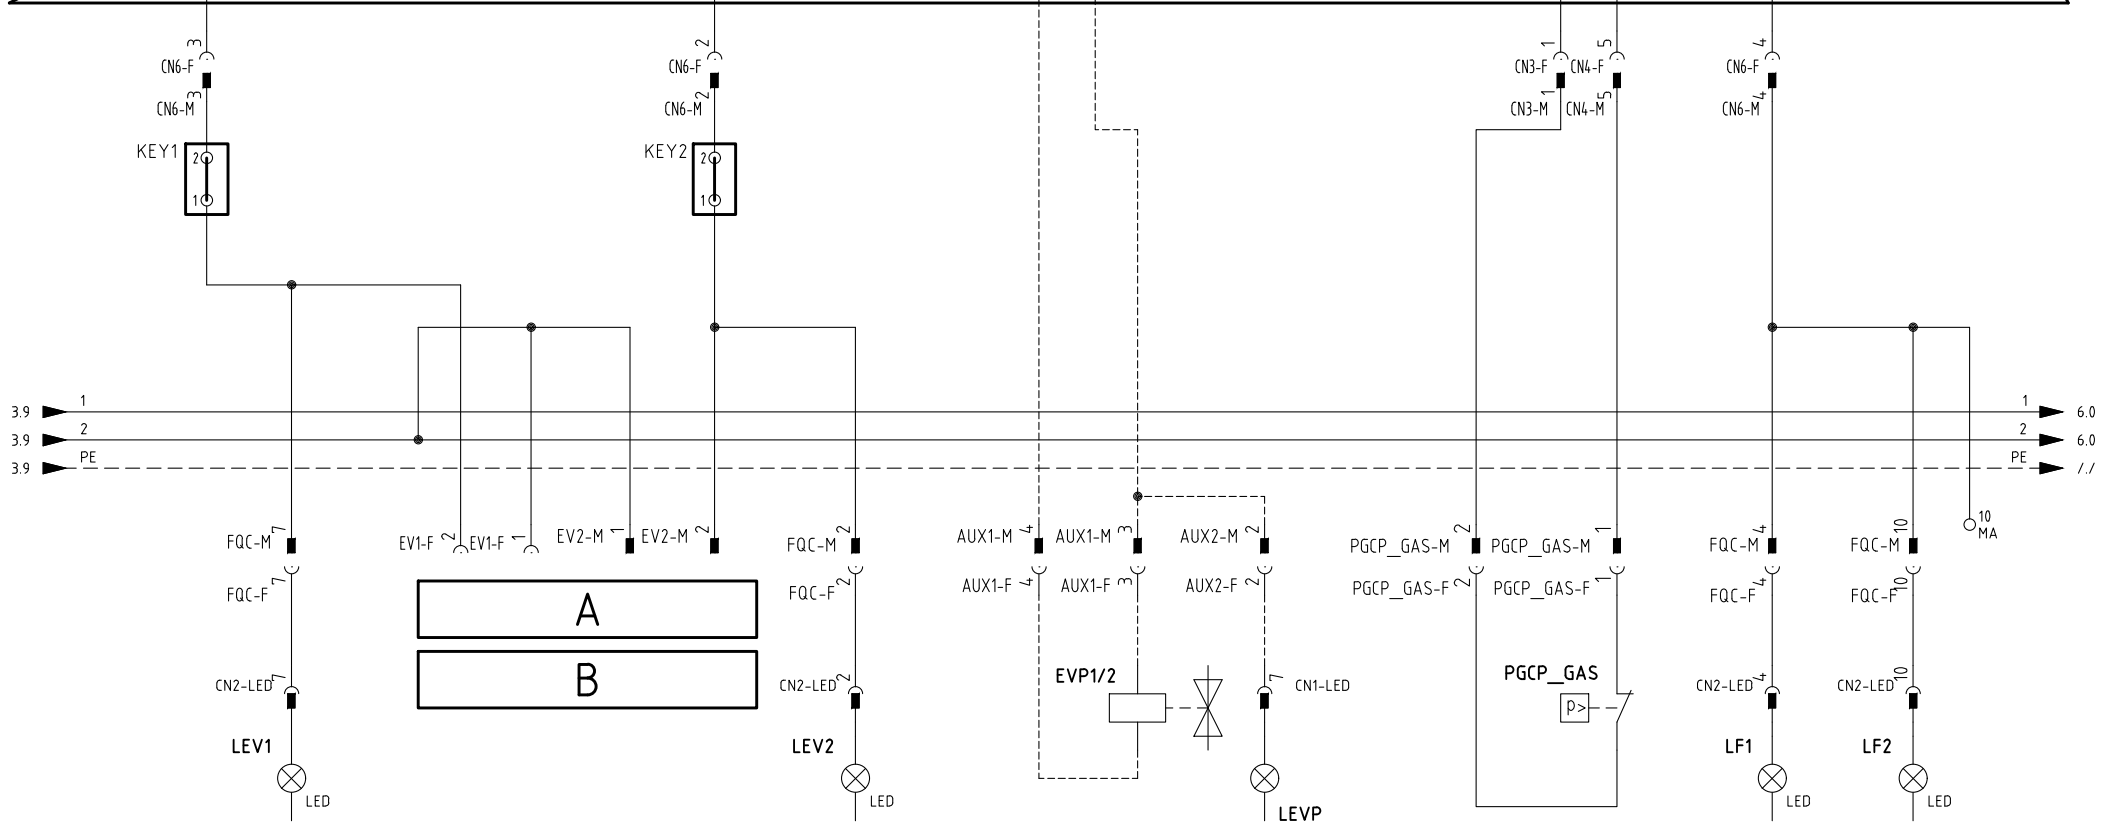 3 2 1 5 4
CN6-F CN6-F CN3-F CN4-F CN6-F
3 2 1 5 4
CN6-M CN6-M CN3-M CN4-M CN6-M
KEY1 2 KEY2 2
1 1
3.9 1 1 6.0
3.9 2 2 6.0
3.9 PE PE /./
10
MA
7 2 1 1 2 2 4 3 2 2 1 4 10
FQC-M EV1-F EV1-F EV2-M EV2-M FQC-M AUX1-M AUX1-M AUX2-M PGCP_GAS-M PGCP_GAS-M FQC-M FQC-M
7 2 4 3 2 2 1 4 10
FQC-F FQC-F AUX1-F AUX1-F AUX2-F PGCP_GAS-F PGCP_GAS-F FQC-F FQC-F
A
B
EVP1/2 PGCP_GAS
7 2 7 4 10
CN2-LED CN2-LED CN1-LED CN2-LED CN2-LED
P>
LEV1 LEV2 LF1 LF2
LED LED LED LED
LEVP